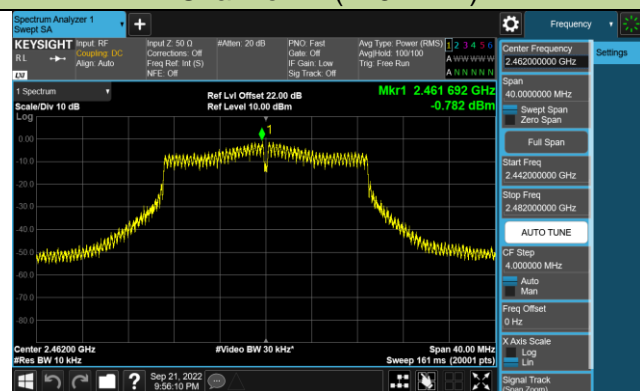 Spectrum Analyzer 1
Swept SA
Frequency
KEYSIGHT
RL
Input: RF
Coupling: DC
Align: Auto
Input Z: 50 Ω
Corrections: Off
Freq Ref: Int (S)
NFE: Off
#Atten: 20 dB
PNO: Fast
Gate: Off
IF Gain: Low
Sig Track: Off
Avg Type: Power (RMS)
Avg|Hold: 100/100
Trig: Free Run
1 2 3 4 5 6
A W W W W W
A N N N N N
LXI
1 Spectrum
Scale/Div 10 dB
Log
Ref Lvl Offset 22.00 dB
Ref Level 10.00 dBm
Mkr1 2.461 692 GHz
-0.782 dBm
1
0.00
-10.0
-20.0
-30.0
-40.0
-50.0
-60.0
-70.0
-80.0
Center 2.46200 GHz
#Res BW 10 kHz
#Video BW 30 kHz*
Span 40.00 MHz
Sweep 161 ms (20001 pts)
Sep 21, 2022
9:56:10 PM
Center Frequency
2.462000000 GHz
Settings
Span
40.0000000 MHz
Swept Span
Zero Span
Full Span
Start Freq
2.442000000 GHz
Stop Freq
2.482000000 GHz
AUTO TUNE
CF Step
4.000000 MHz
Auto
Man
Freq Offset
0 Hz
X Axis Scale
Log
Lin
Signal Track
(Span Zoom)